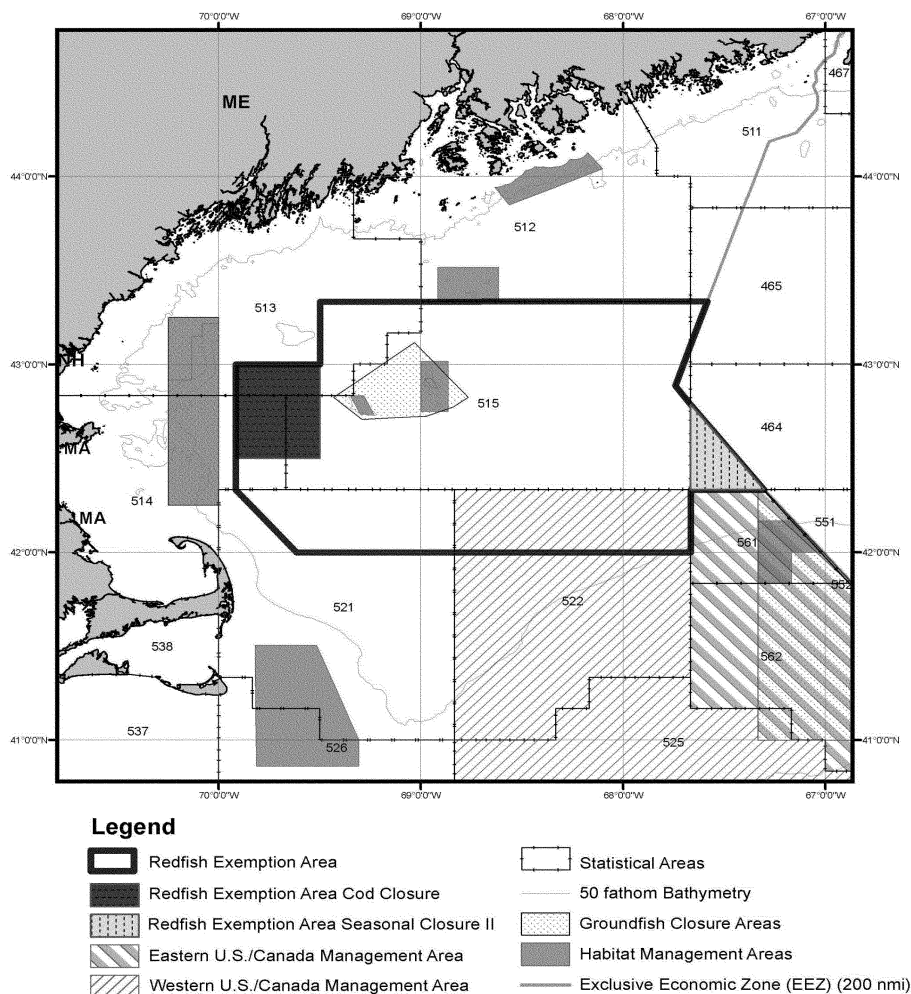 70°0'0"W 69°0'0"W 68°0'0"W 67°0'0"W
467
ME
511
44°0'0"N 44°0'0"N
512
465
513
43°0'0"N 43°0'0"N
NH
515
464
MA
514
MA
551
561
42°0'0"N 42°0'0"N
552
522
521
538
562
537
41°0'0"N 41°0'0"N
526
525
70°0'0"W 69°0'0"W 68°0'0"W 67°0'0"W
Legend
Redfish Exemption Area
Redfish Exemption Area Cod Closure
Redfish Exemption Area Seasonal Closure II
Eastern U.S./Canada Management Area
Western U.S./Canada Management Area
Statistical Areas
50 fathom Bathymetry
Groundfish Closure Areas
Habitat Management Areas
Exclusive Economic Zone (EEZ) (200 nmi)